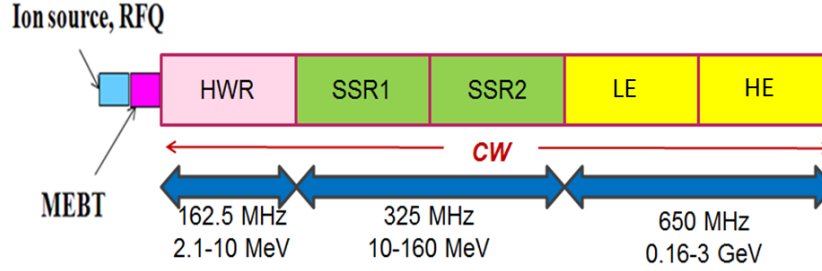 Ion source, RFQ
HWR
SSR1
SSR2
LE
HE
CW
MEBT
162.5 MHz
2.1-10 MeV
325 MHz
10-160 MeV
650 MHz
0.16-3 GeV